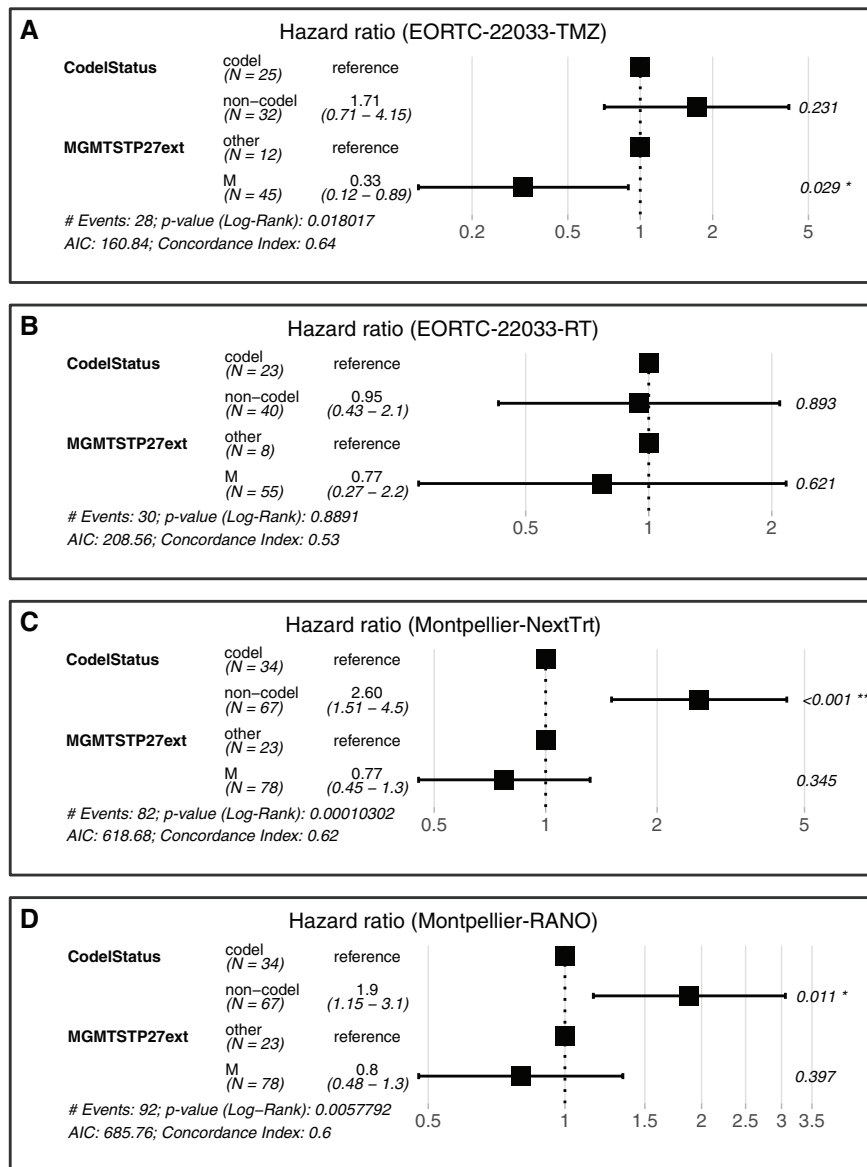 A
Hazard ratio (EORTC-22033-TMZ)
CodelStatus codel reference
(N = 25)
non−codel 1.71 0.231
(N = 32) (0.71 − 4.15)
MGMTSTP27ext other reference
(N = 12)
M 0.33 0.029 *
(N = 45) (0.12 − 0.89)
# Events: 28; p-value (Log-Rank): 0.018017
AIC: 160.84; Concordance Index: 0.64
0.2 0.5 1 2 5
B
Hazard ratio (EORTC-22033-RT)
CodelStatus codel reference
(N = 23)
non−codel 0.95 0.893
(N = 40) (0.43 − 2.1)
MGMTSTP27ext other reference
(N = 8)
M 0.77 0.621
(N = 55) (0.27 − 2.2)
# Events: 30; p-value (Log-Rank): 0.8891
AIC: 208.56; Concordance Index: 0.53
0.5 1 2
C
Hazard ratio (Montpellier-NextTrt)
CodelStatus codel reference
(N = 34)
non−codel 2.60 <0.001 **
(N = 67) (1.51 − 4.5)
MGMTSTP27ext other reference
(N = 23)
M 0.77 0.345
(N = 78) (0.45 − 1.3)
# Events: 82; p-value (Log-Rank): 0.00010302
AIC: 618.68; Concordance Index: 0.62
0.5 1 2 5
D
Hazard ratio (Montpellier-RANO)
CodelStatus codel reference
(N = 34)
non−codel 1.9 0.011 *
(N = 67) (1.15 − 3.1)
MGMTSTP27ext other reference
(N = 23)
M 0.8 0.397
(N = 78) (0.48 − 1.3)
# Events: 92; p-value (Log−Rank): 0.0057792
AIC: 685.76; Concordance Index: 0.6
0.5 1 1.5 2 2.5 3 3.5